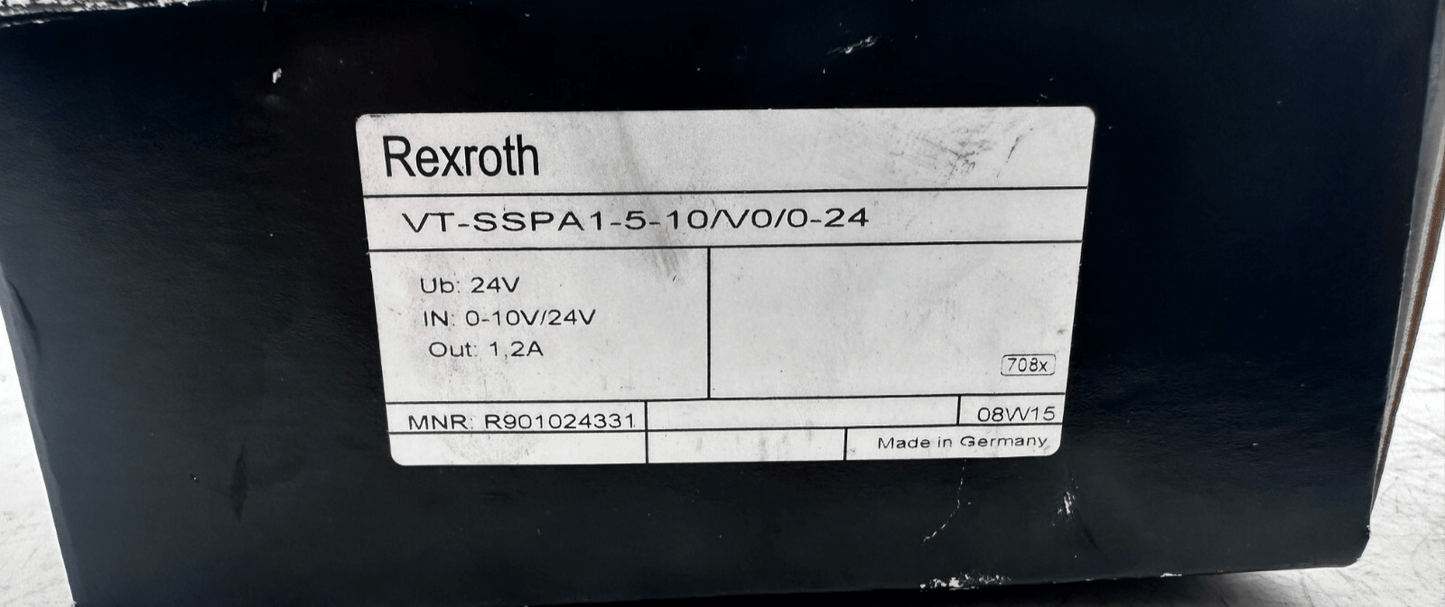 Rexroth
VT-SSPA1-5-10/V0/0-24
Ub: 24V
IN: 0-10V/24V
Out: 1,2A
708x
MNR: R901024331
08W15
Made in Germany